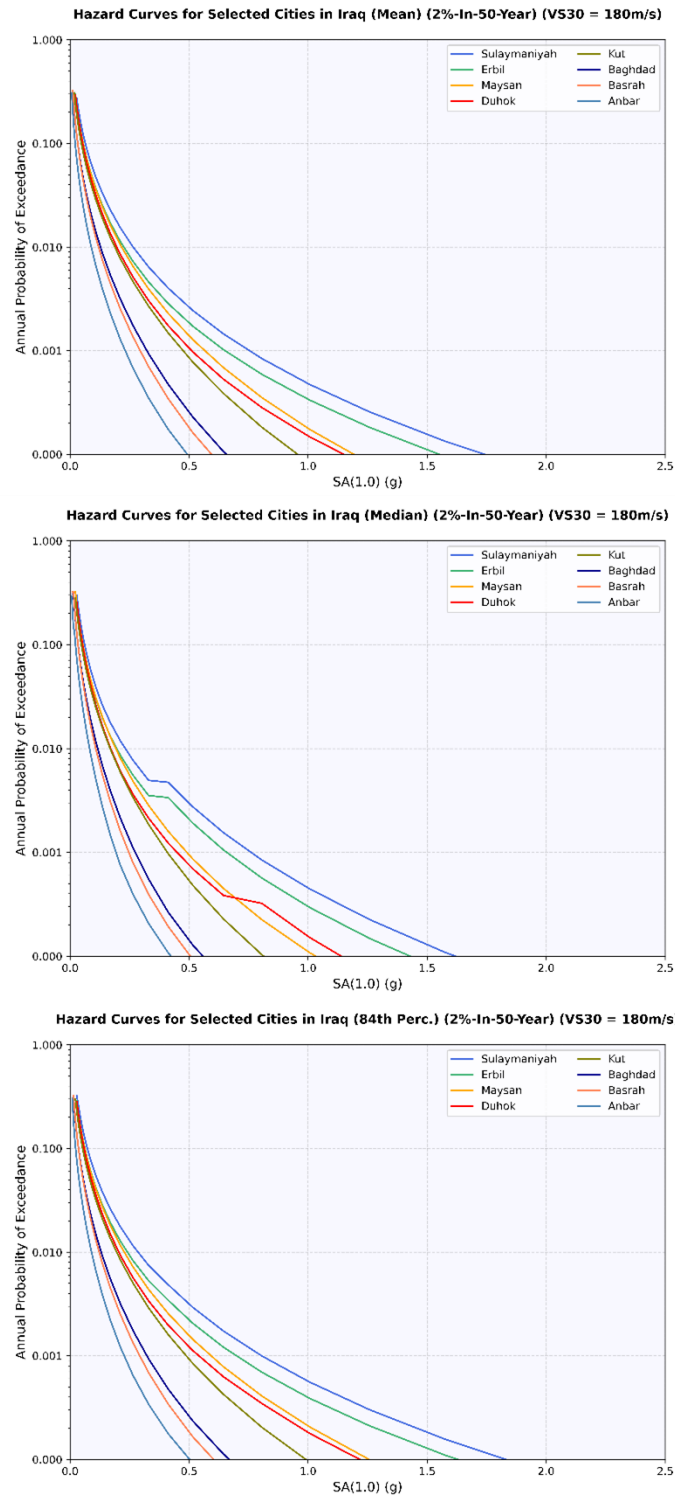 Hazard Curves for Selected Cities in Iraq (Mean) (2%-In-50-Year) (VS30 = 180m/s)
1.000
Sulaymaniyah
Erbil
Maysan
Duhok
Kut
Baghdad
Basrah
Anbar
0.100
0.010
0.001
0.000
Annual Probability of Exceedance
0.0 0.5 1.0 1.5 2.0 2.5
SA(1.0) (g)
Hazard Curves for Selected Cities in Iraq (Median) (2%-In-50-Year) (VS30 = 180m/s)
1.000
Sulaymaniyah
Erbil
Maysan
Duhok
Kut
Baghdad
Basrah
Anbar
0.100
0.010
0.001
0.000
Annual Probability of Exceedance
0.0 0.5 1.0 1.5 2.0 2.5
SA(1.0) (g)
Hazard Curves for Selected Cities in Iraq (84th Perc.) (2%-In-50-Year) (VS30 = 180m/s
1.000
Sulaymaniyah
Erbil
Maysan
Duhok
Kut
Baghdad
Basrah
Anbar
0.100
0.010
0.001
0.000
Annual Probability of Exceedance
0.0 0.5 1.0 1.5 2.0 2.5
SA(1.0) (g)